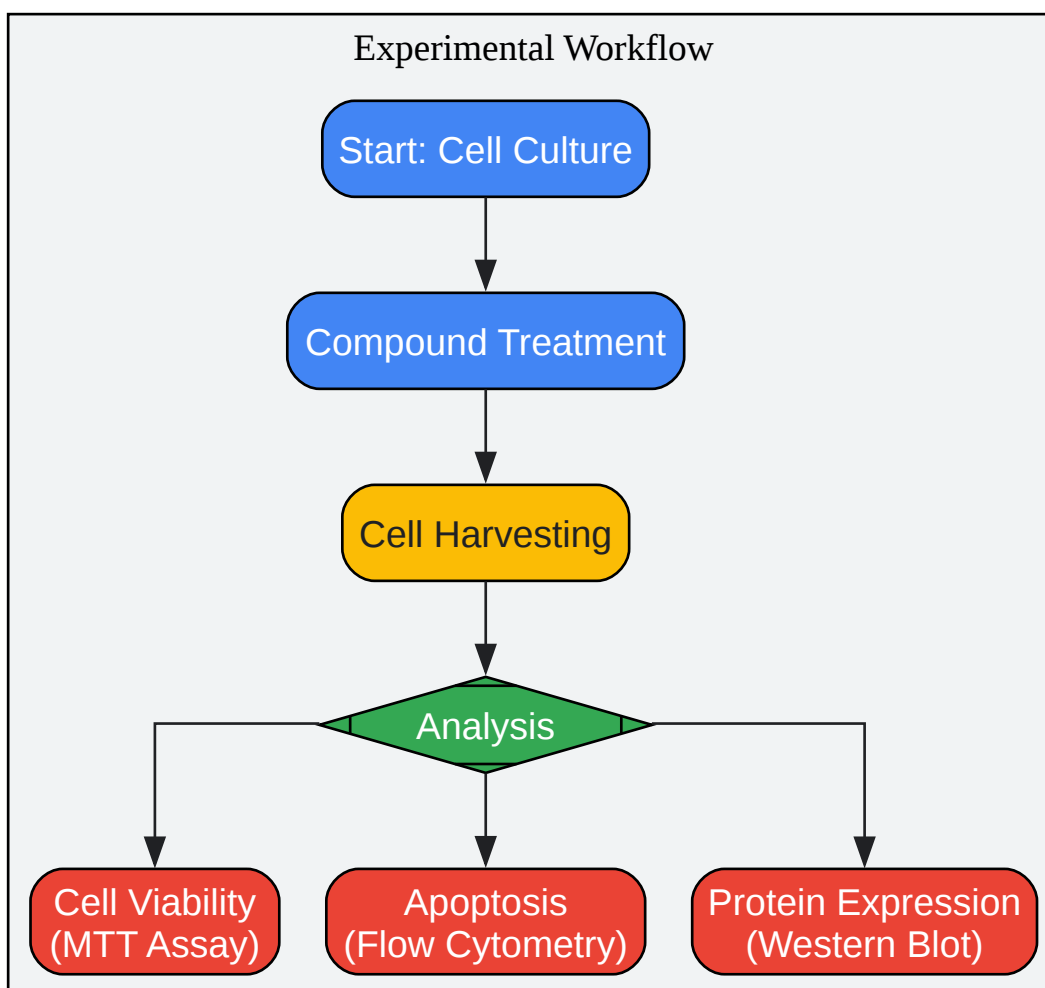 Experimental Workflow
Start: Cell Culture
Compound Treatment
Cell Harvesting
Analysis
Cell Viability
(MTT Assay)
Apoptosis
(Flow Cytometry)
Protein Expression
(Western Blot)